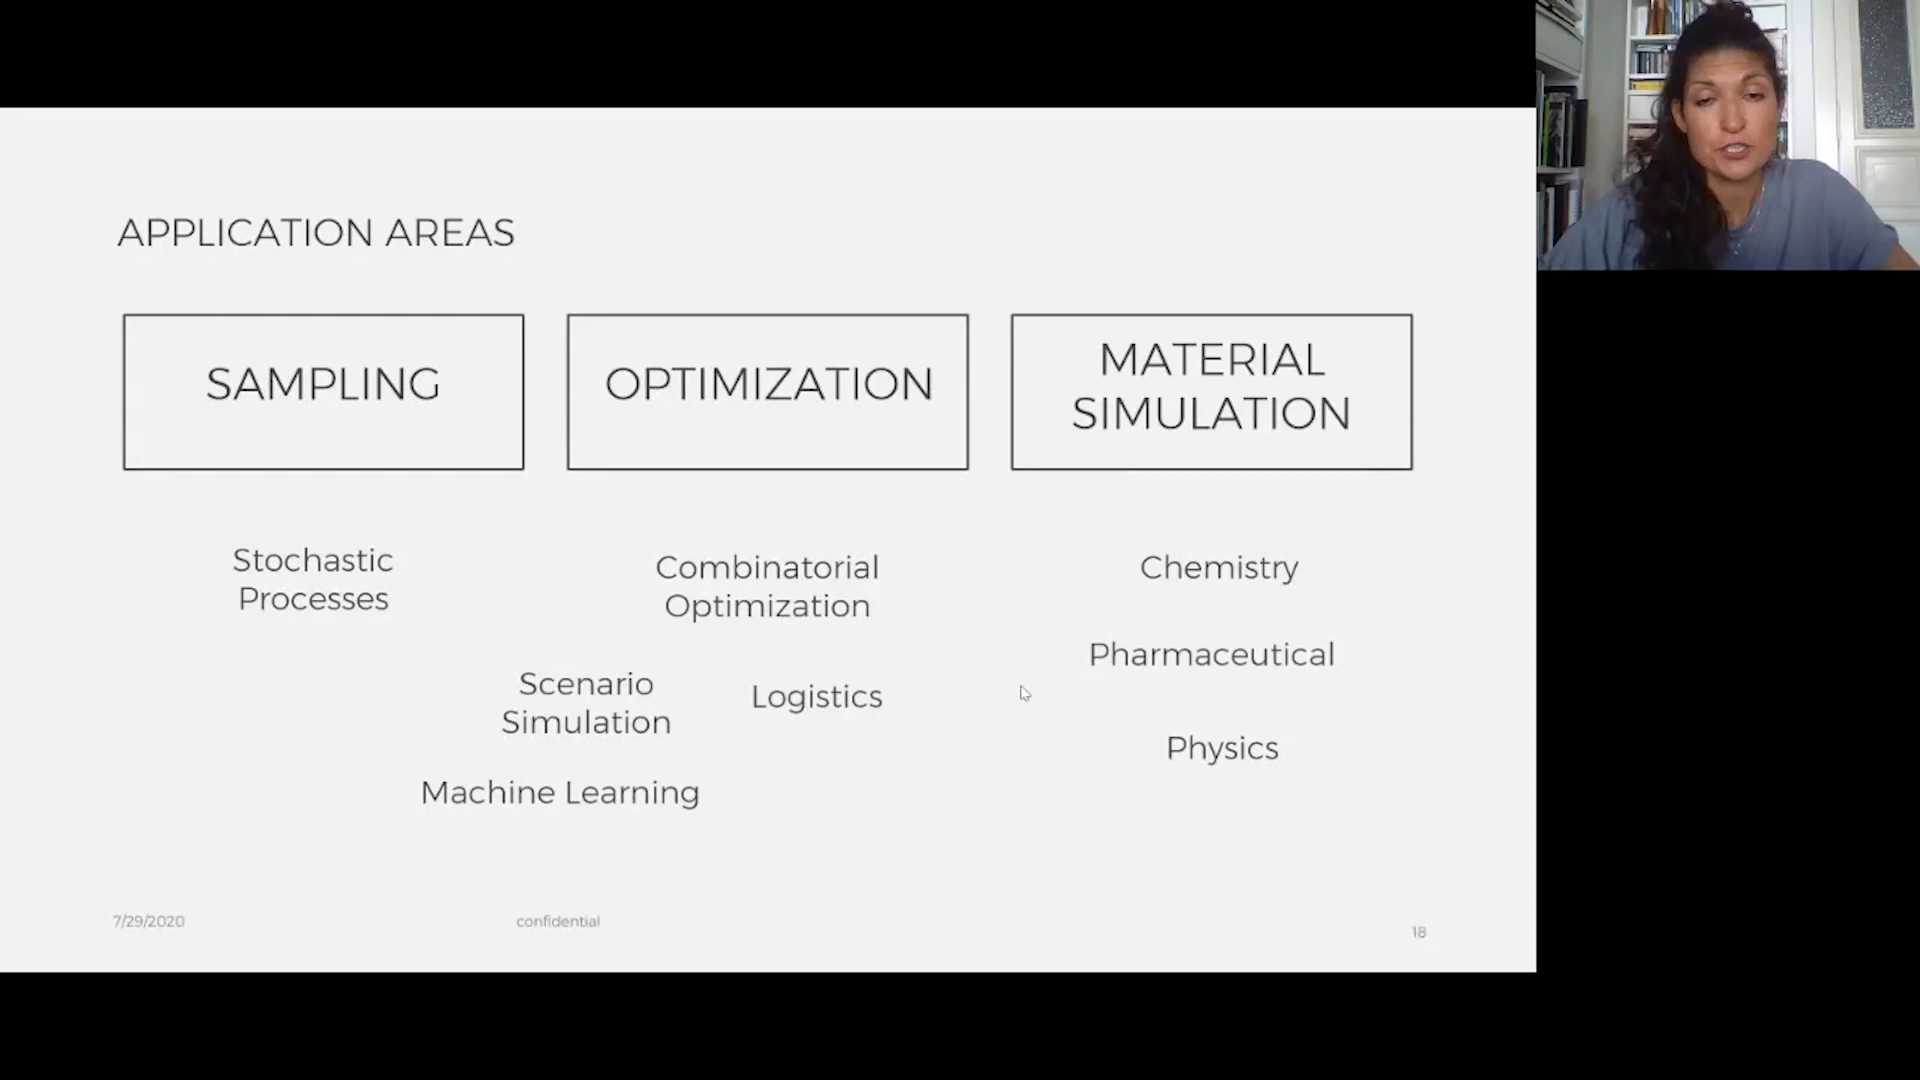 APPLICATION AREAS
SAMPLING
OPTIMIZATION
MATERIAL
SIMULATION
Stochastic
Processes
Combinatorial
Optimization
Chemistry
Pharmaceutical
Scenario
Simulation
Logistics
Physics
Machine Learning
7/29/2020
confidential
18